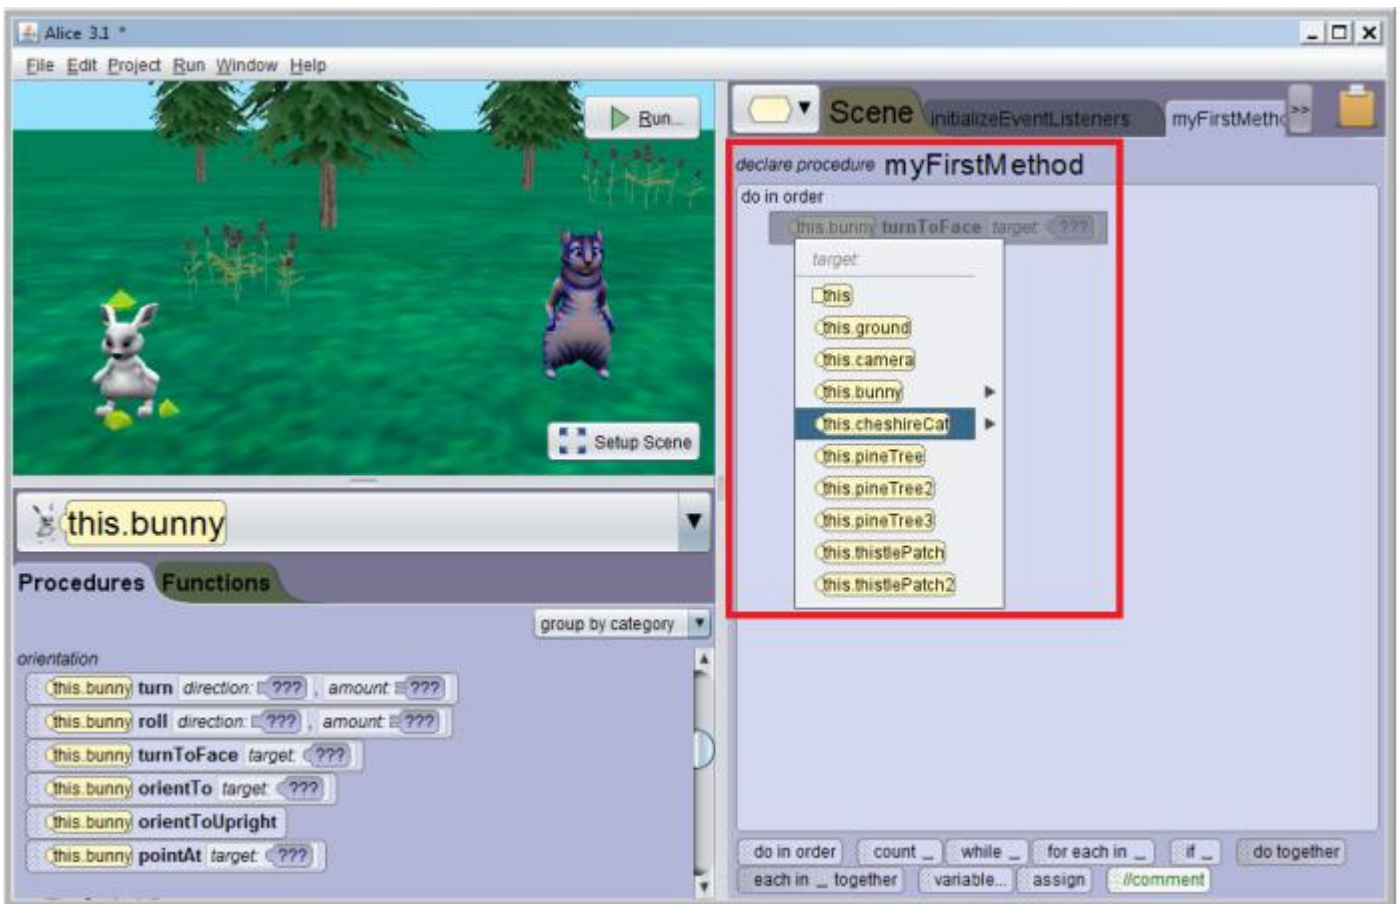 Alice 3.1 *
File Edit Project Run Window Help
Run...
Setup Scene
this.bunny
Procedures Functions
group by category
orientation
this.bunny turn direction: ??? , amount: ???
this.bunny roll direction: ??? , amount: ???
this.bunny turnToFace target: ???
this.bunny orientTo target: ???
this.bunny orientToUpright
this.bunny pointAt target: ???
Scene initializeEventListeners myFirstMetho >>
declare procedure myFirstMethod
do in order
this.bunny turnToFace target: ???
target:
this
this.ground
this.camera
this.bunny
this.cheshireCat
this.pineTree
this.pineTree2
this.pineTree3
this.thistlePatch
this.thistlePatch2
do in order count _ while _ for each in _ if _ do together
each in _ together variable... assign //comment